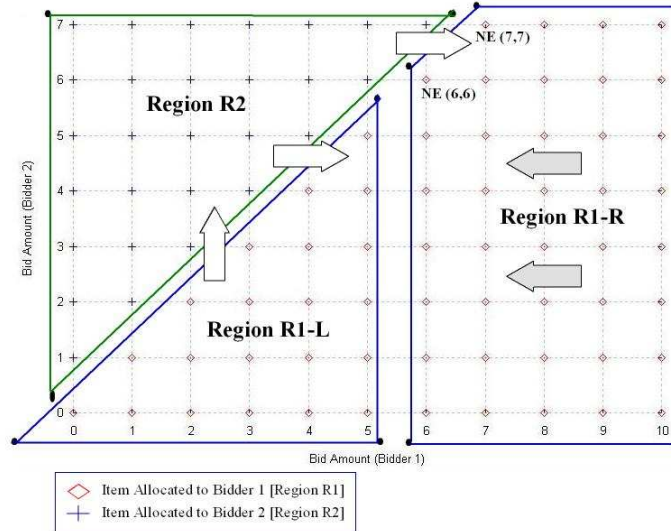 7
NE (7,7)
6
NE (6,6)
Region R2
5
4
Region R1-R
3
2
Region R1-L
1
0
0 1 2 3 4 5 6 7 8 9 10
Bid Amount (Bidder 2)
Bid Amount (Bidder 1)
Item Allocated to Bidder 1 [Region R1]
Item Allocated to Bidder 2 [Region R2]